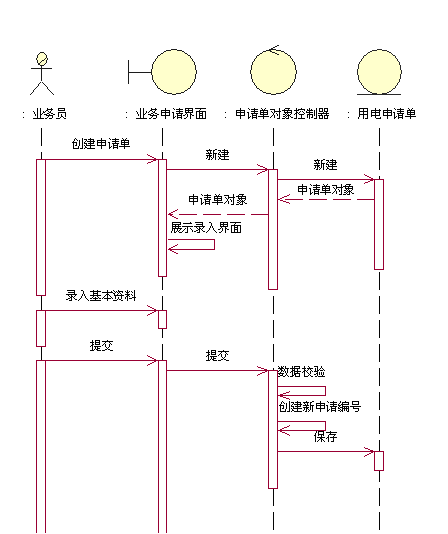 : 业务员
: 业务申请界面
: 申请单对象控制器
: 用电申请单
创建申请单
新建
新建
申请单对象
申请单对象
展示录入界面
录入基本资料
提交
提交
数据校验
创建新申请编号
保存